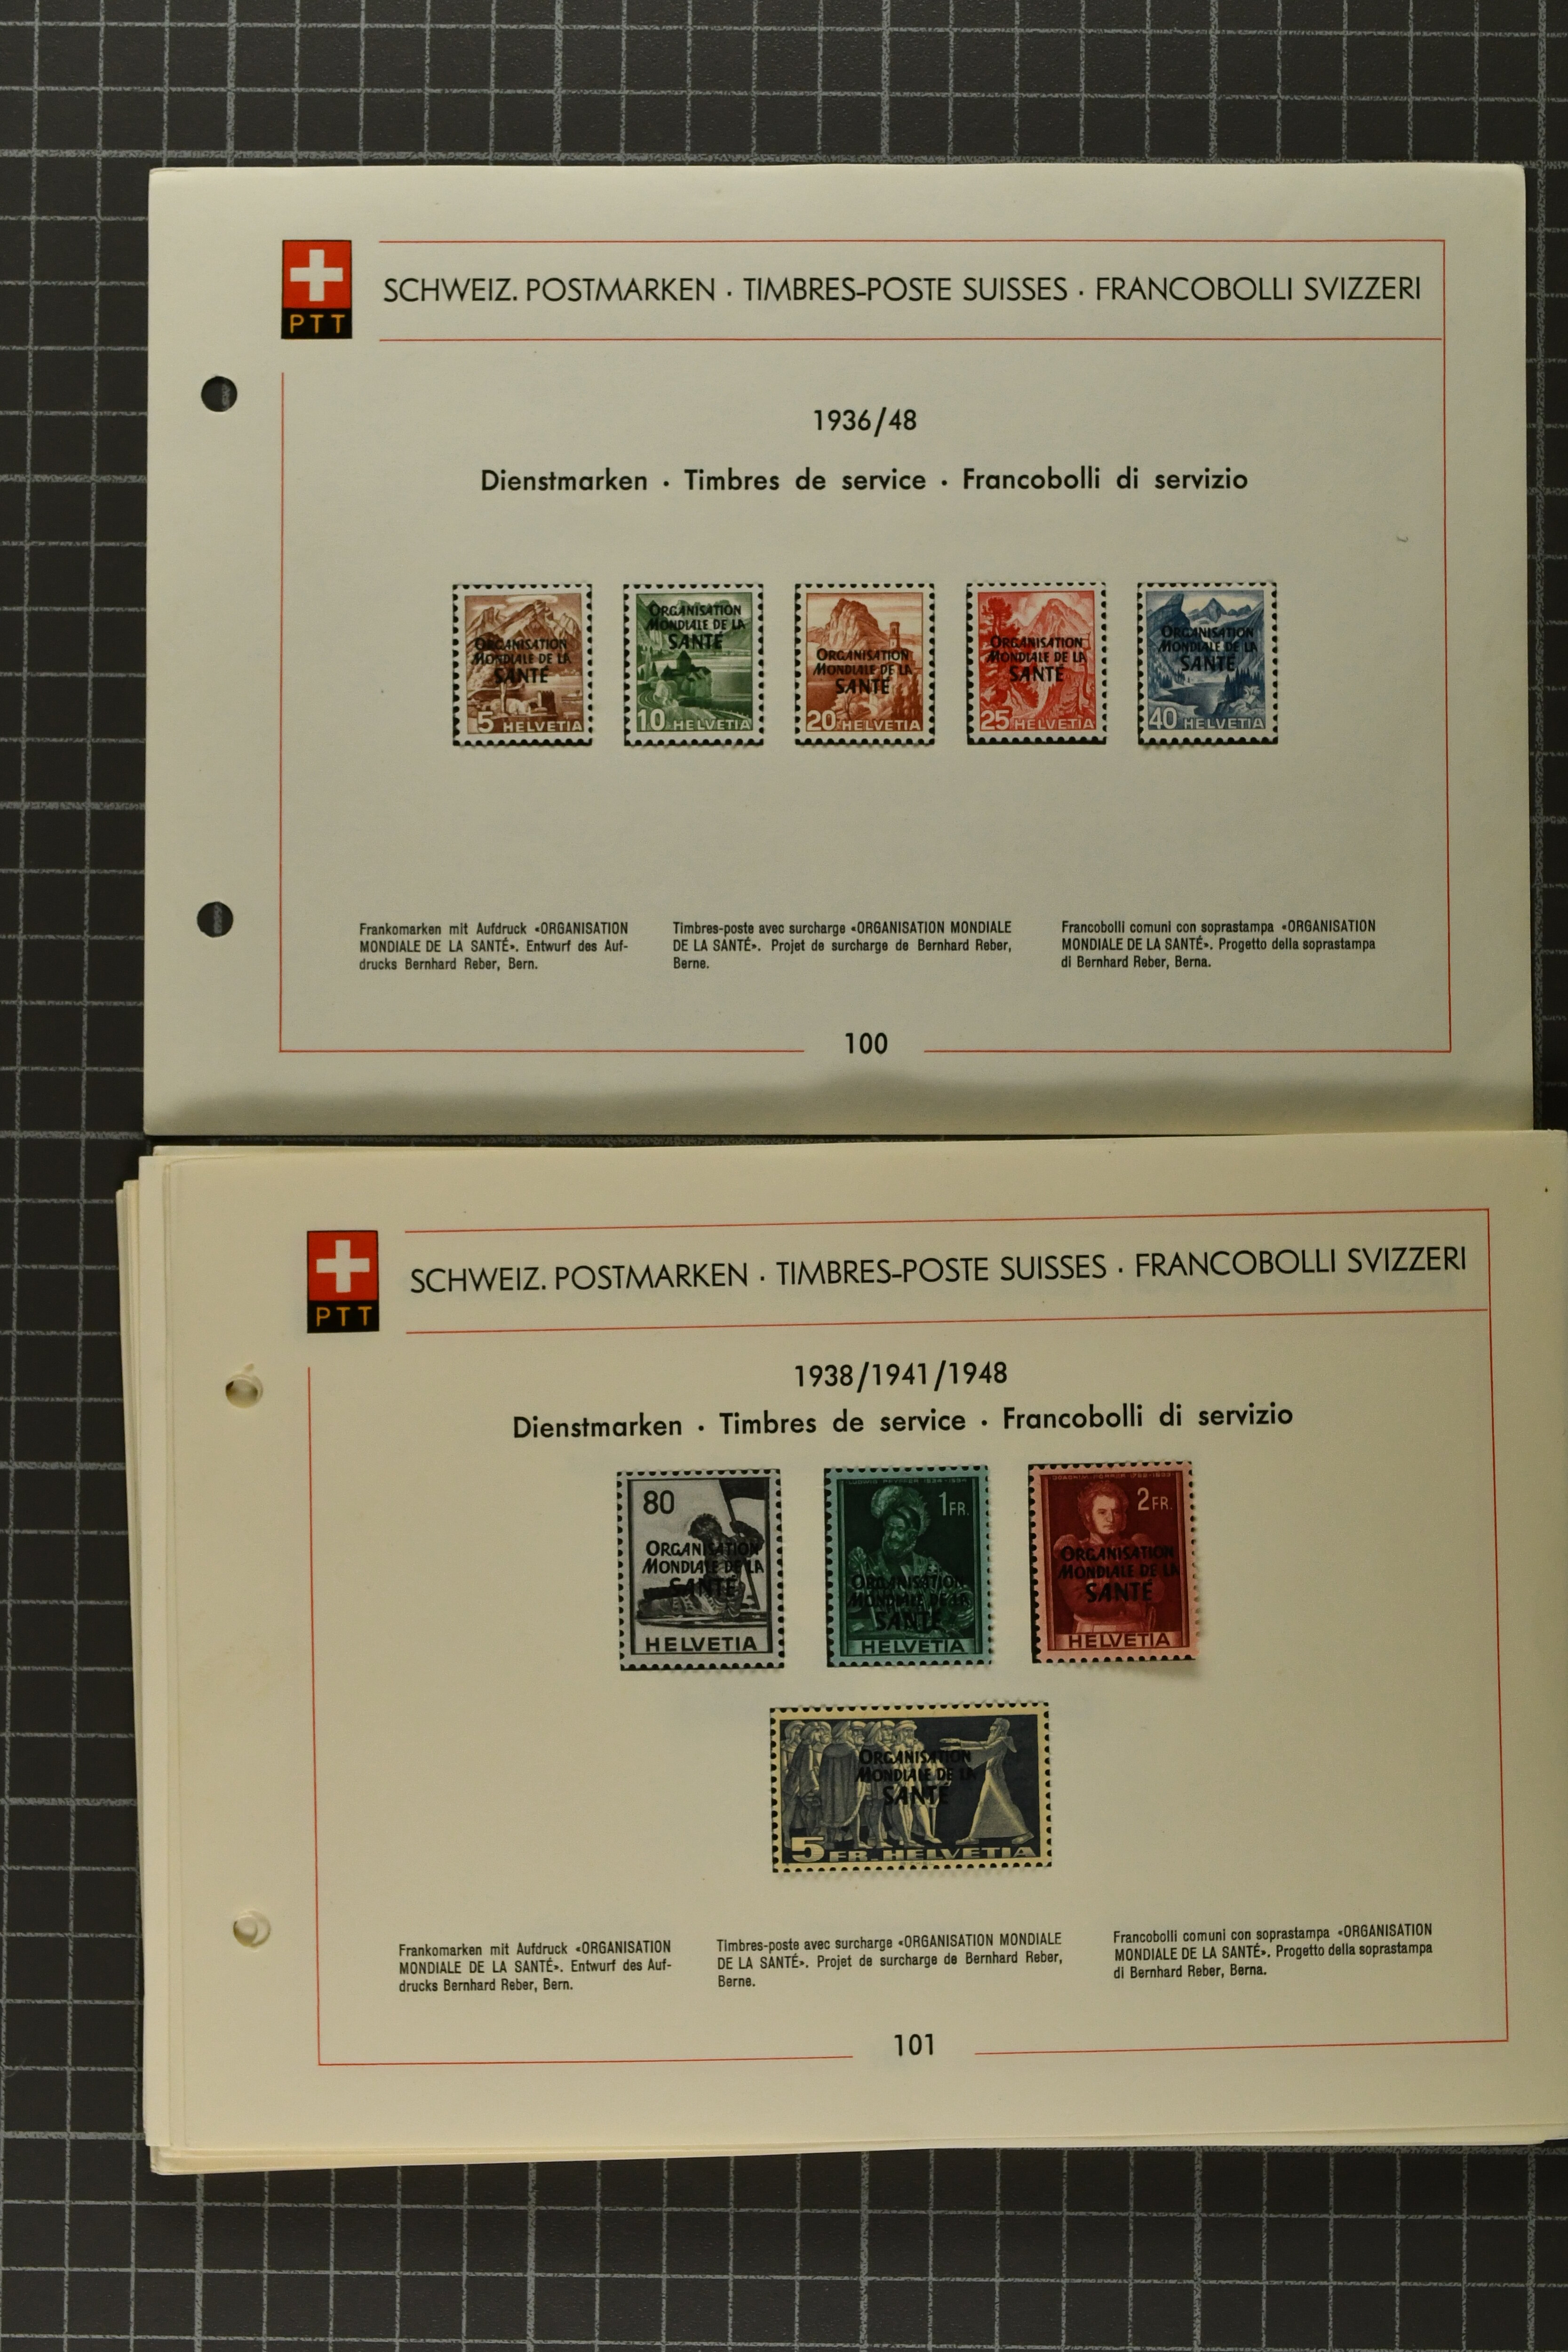 PTT
SCHWEIZ. POSTMARKEN · TIMBRES-POSTE SUISSES · FRANCOBOLLI SVIZZERI
1936/48
Dienstmarken · Timbres de service · Francobolli di servizio
ORGANISATION
MONDIALE DE LA
SANTÉ
5 HELVETIA
ORGANISATION
MONDIALE DE LA
SANTÉ
10 HELVETIA
ORGANISATION
MONDIALE DE LA
SANTÉ
20 HELVETIA
ORGANISATION
MONDIALE DE LA
SANTÉ
25 HELVETIA
ORGANISATION
MONDIALE DE LA
SANTÉ
40 HELVETIA
Frankomarken mit Aufdruck «ORGANISATION
MONDIALE DE LA SANTÉ». Entwurf des Auf-
drucks Bernhard Reber, Bern.
Timbres-poste avec surcharge «ORGANISATION MONDIALE
DE LA SANTÉ». Projet de surcharge de Bernhard Reber,
Berne.
Francobolli comuni con soprastampa «ORGANISATION
MONDIALE DE LA SANTÉ». Progetto della soprastampa
di Bernhard Reber, Berna.
100
PTT
SCHWEIZ. POSTMARKEN · TIMBRES-POSTE SUISSES · FRANCOBOLLI SVIZZERI
1938/1941/1948
Dienstmarken · Timbres de service · Francobolli di servizio
80
ORGANISATION
MONDIALE DE LA
SANTÉ
HELVETIA
1 FR.
ORGANISATION
MONDIALE DE LA
SANTÉ
HELVETIA
2 FR.
ORGANISATION
MONDIALE DE LA
SANTÉ
HELVETIA
ORGANISATION
MONDIALE DE LA
SANTÉ
5 FR. HELVETIA
Frankomarken mit Aufdruck «ORGANISATION
MONDIALE DE LA SANTÉ». Entwurf des Auf-
drucks Bernhard Reber, Bern.
Timbres-poste avec surcharge «ORGANISATION MONDIALE
DE LA SANTÉ». Projet de surcharge de Bernhard Reber,
Berne.
Francobolli comuni con soprastampa «ORGANISATION
MONDIALE DE LA SANTÉ». Progetto della soprastampa
di Bernhard Reber, Berna.
101